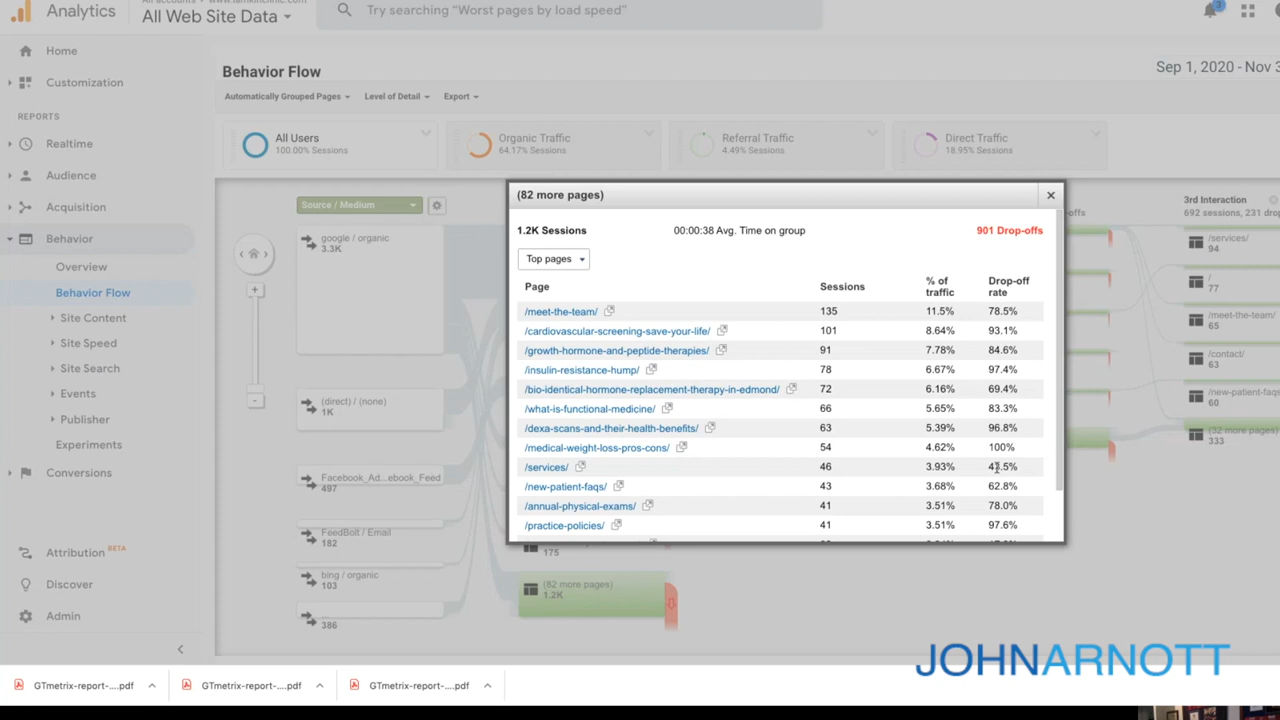 Analytics
All accounts > www.iamkinclinic.com
All Web Site Data
Try searching "Worst pages by load speed"
3
Home
Customization
REPORTS
Realtime
Audience
Acquisition
Behavior
Overview
Behavior Flow
Site Content
Site Speed
Site Search
Events
Publisher
Experiments
Conversions
Attribution BETA
Discover
Admin
Behavior Flow
Sep 1, 2020 - Nov 3
Automatically Grouped Pages
Level of Detail
Export
All Users
100.00% Sessions
Organic Traffic
64.17% Sessions
Referral Traffic
4.49% Sessions
Direct Traffic
18.95% Sessions
Source / Medium
google / organic
3.3K
(direct) / (none)
1K
Facebook_Ad...ebook_Feed
497
FeedBolt / Email
182
bing / organic
103
386
175
(82 more pages)
1.2K
(82 more pages)
1.2K Sessions 00:00:38 Avg. Time on group 901 Drop-offs
Top pages
Page Sessions % of traffic Drop-off rate
/meet-the-team/ 135 11.5% 78.5%
/cardiovascular-screening-save-your-life/ 101 8.64% 93.1%
/growth-hormone-and-peptide-therapies/ 91 7.78% 84.6%
/insulin-resistance-hump/ 78 6.67% 97.4%
/bio-identical-hormone-replacement-therapy-in-edmond/ 72 6.16% 69.4%
/what-is-functional-medicine/ 66 5.65% 83.3%
/dexa-scans-and-their-health-benefits/ 63 5.39% 96.8%
/medical-weight-loss-pros-cons/ 54 4.62% 100%
/services/ 46 3.93%
/new-patient-faqs/ 43 3.68% 62.8%
/annual-physical-exams/ 41 3.51% 78.0%
/practice-policies/ 41 3.51% 97.6%
-offs
3rd Interaction
692 sessions, 231 drop
/services/
94
/
77
/meet-the-team/
65
/contact/
63
/new-patient-faqs
60
(32 more pages)
333
JOHNARNOTT
GTmetrix-report-....pdf
GTmetrix-report-....pdf
GTmetrix-report-....pdf